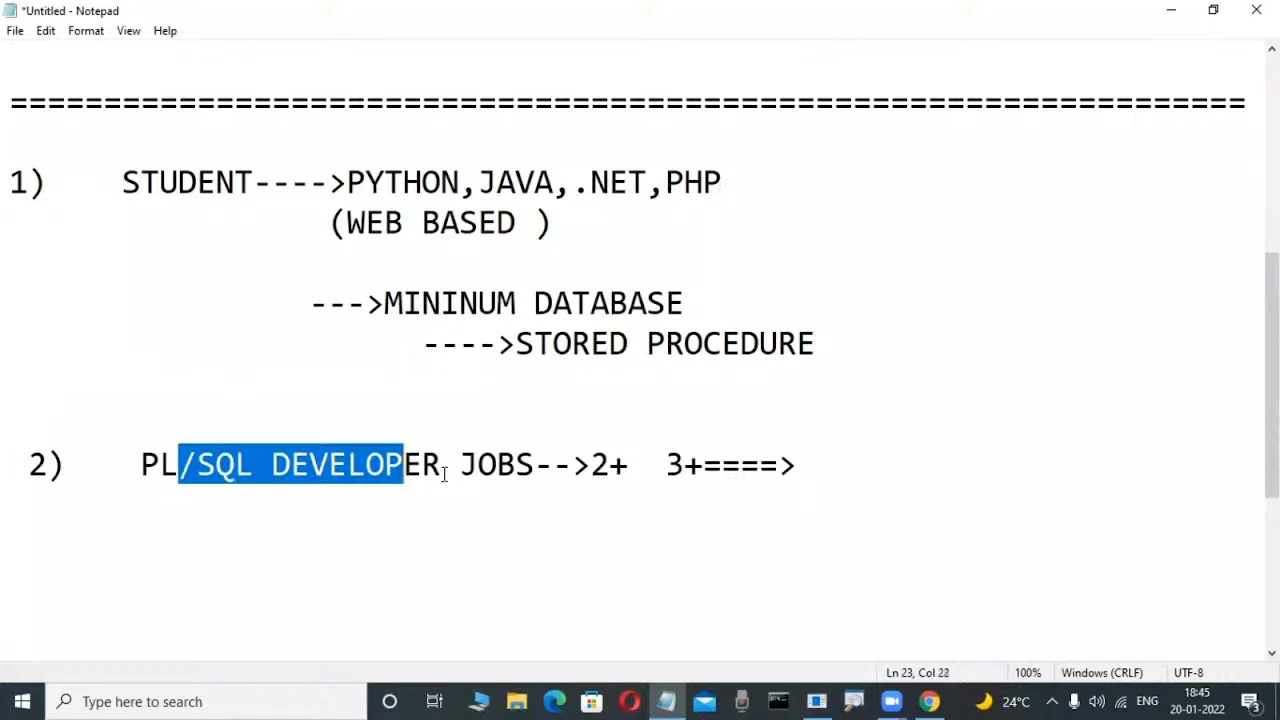 *Untitled - Notepad
File Edit Format View Help
==================================================================
1) STUDENT---->PYTHON,JAVA,.NET,PHP
(WEB BASED )
--->MININUM DATABASE
---->STORED PROCEDURE
2) PL/SQL DEVELOPER JOBS-->2+ 3+====>
Ln 23, Col 22 100% Windows (CRLF) UTF-8
Type here to search 24°C ENG 18:45 20-01-2022 3